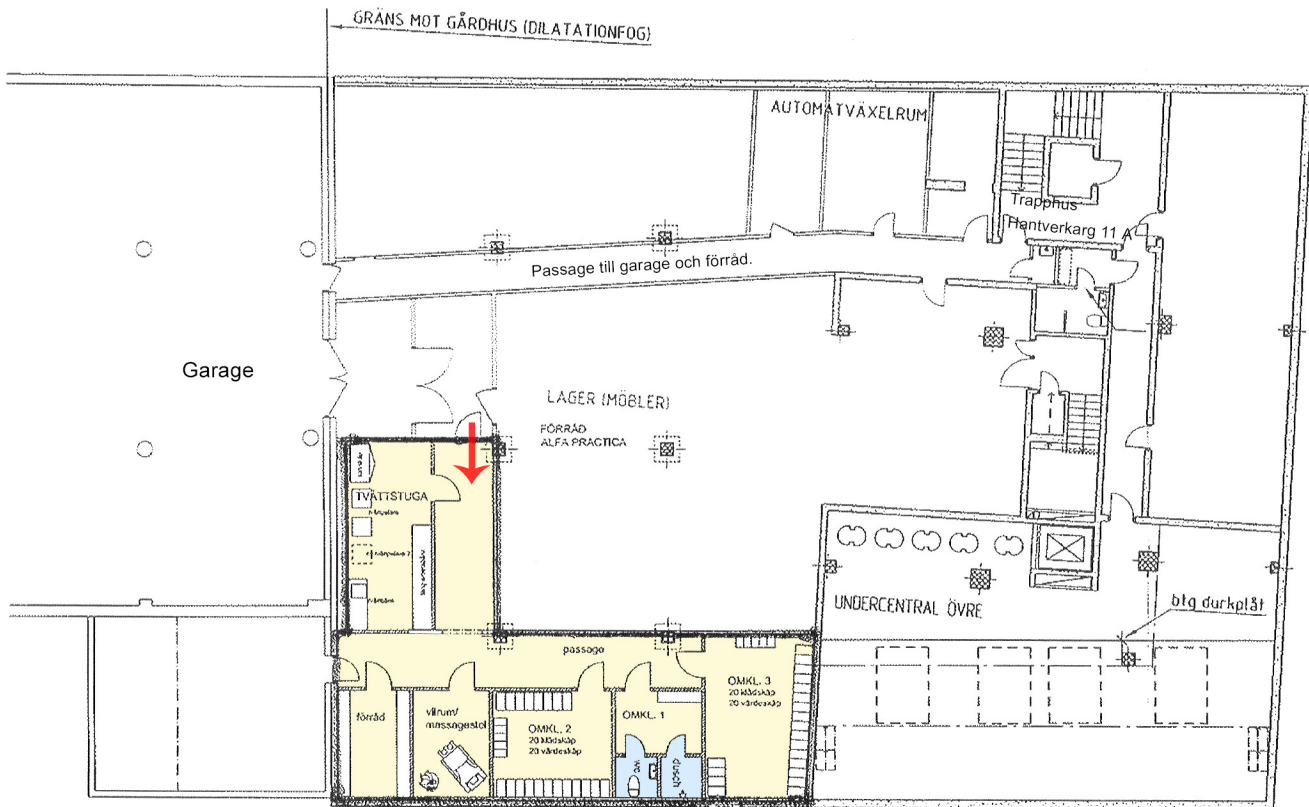 GRÄNS MOT GÅRDHUS (DILATATIONFOG)
AUTOMATVÄXELRUM
Trapphus
Hantverkarg 11 A
Passage till garage och förråd.
Garage
LAGER (MÖBLER)
FÖRRÅD
ALFA PRACTICA
TVÄTTSTUGA
UNDERCENTRAL ÖVRE
btg durkplåt
passage
förråd
vilrum/
massagestol
OMKL. 2
20 klädskåp
20 värdeskåp
OMKL. 1
wc
dusch
OMKL. 3
20 klädskåp
20 värdeskåp